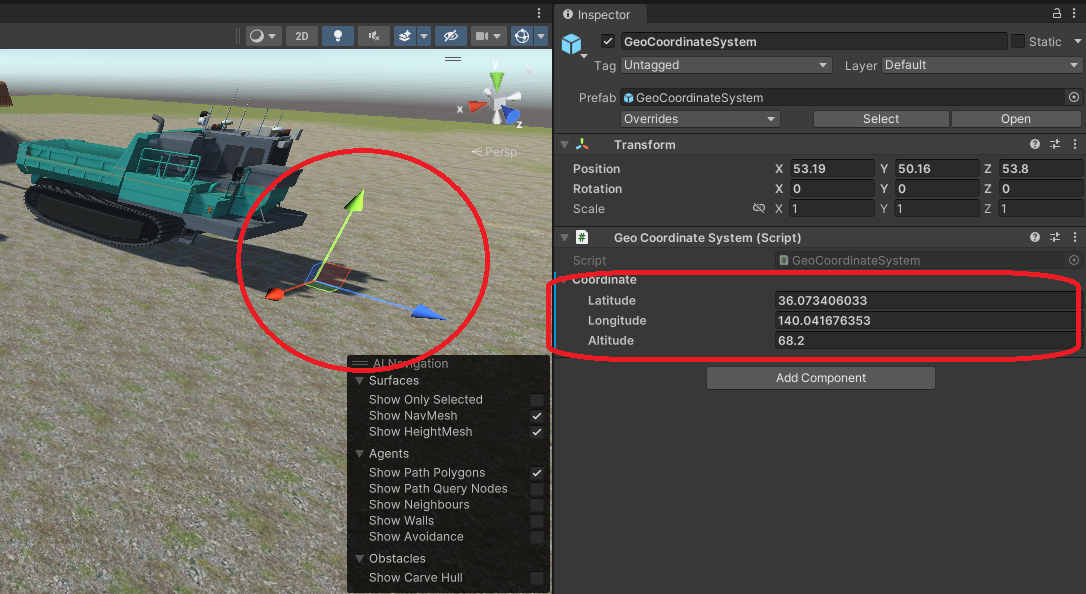 Inspector
2D
GeoCoordinateSystem
Static
Tag
Untagged
Layer
Default
Prefab
GeoCoordinateSystem
Overrides
Select
Open
y
x
z
Persp
Transform
Position
X 53.19 Y 50.16 Z 53.8
Rotation
X 0 Y 0 Z 0
Scale
X 1 Y 1 Z 1
# Geo Coordinate System (Script)
Script
# GeoCoordinateSystem
Coordinate
Latitude
36.073406033
Longitude
140.041676353
Altitude
68.2
Add Component
AI Navigation
Surfaces
Show Only Selected
Show NavMesh
Show HeightMesh
Agents
Show Path Polygons
Show Path Query Nodes
Show Neighbours
Show Walls
Show Avoidance
Obstacles
Show Carve Hull